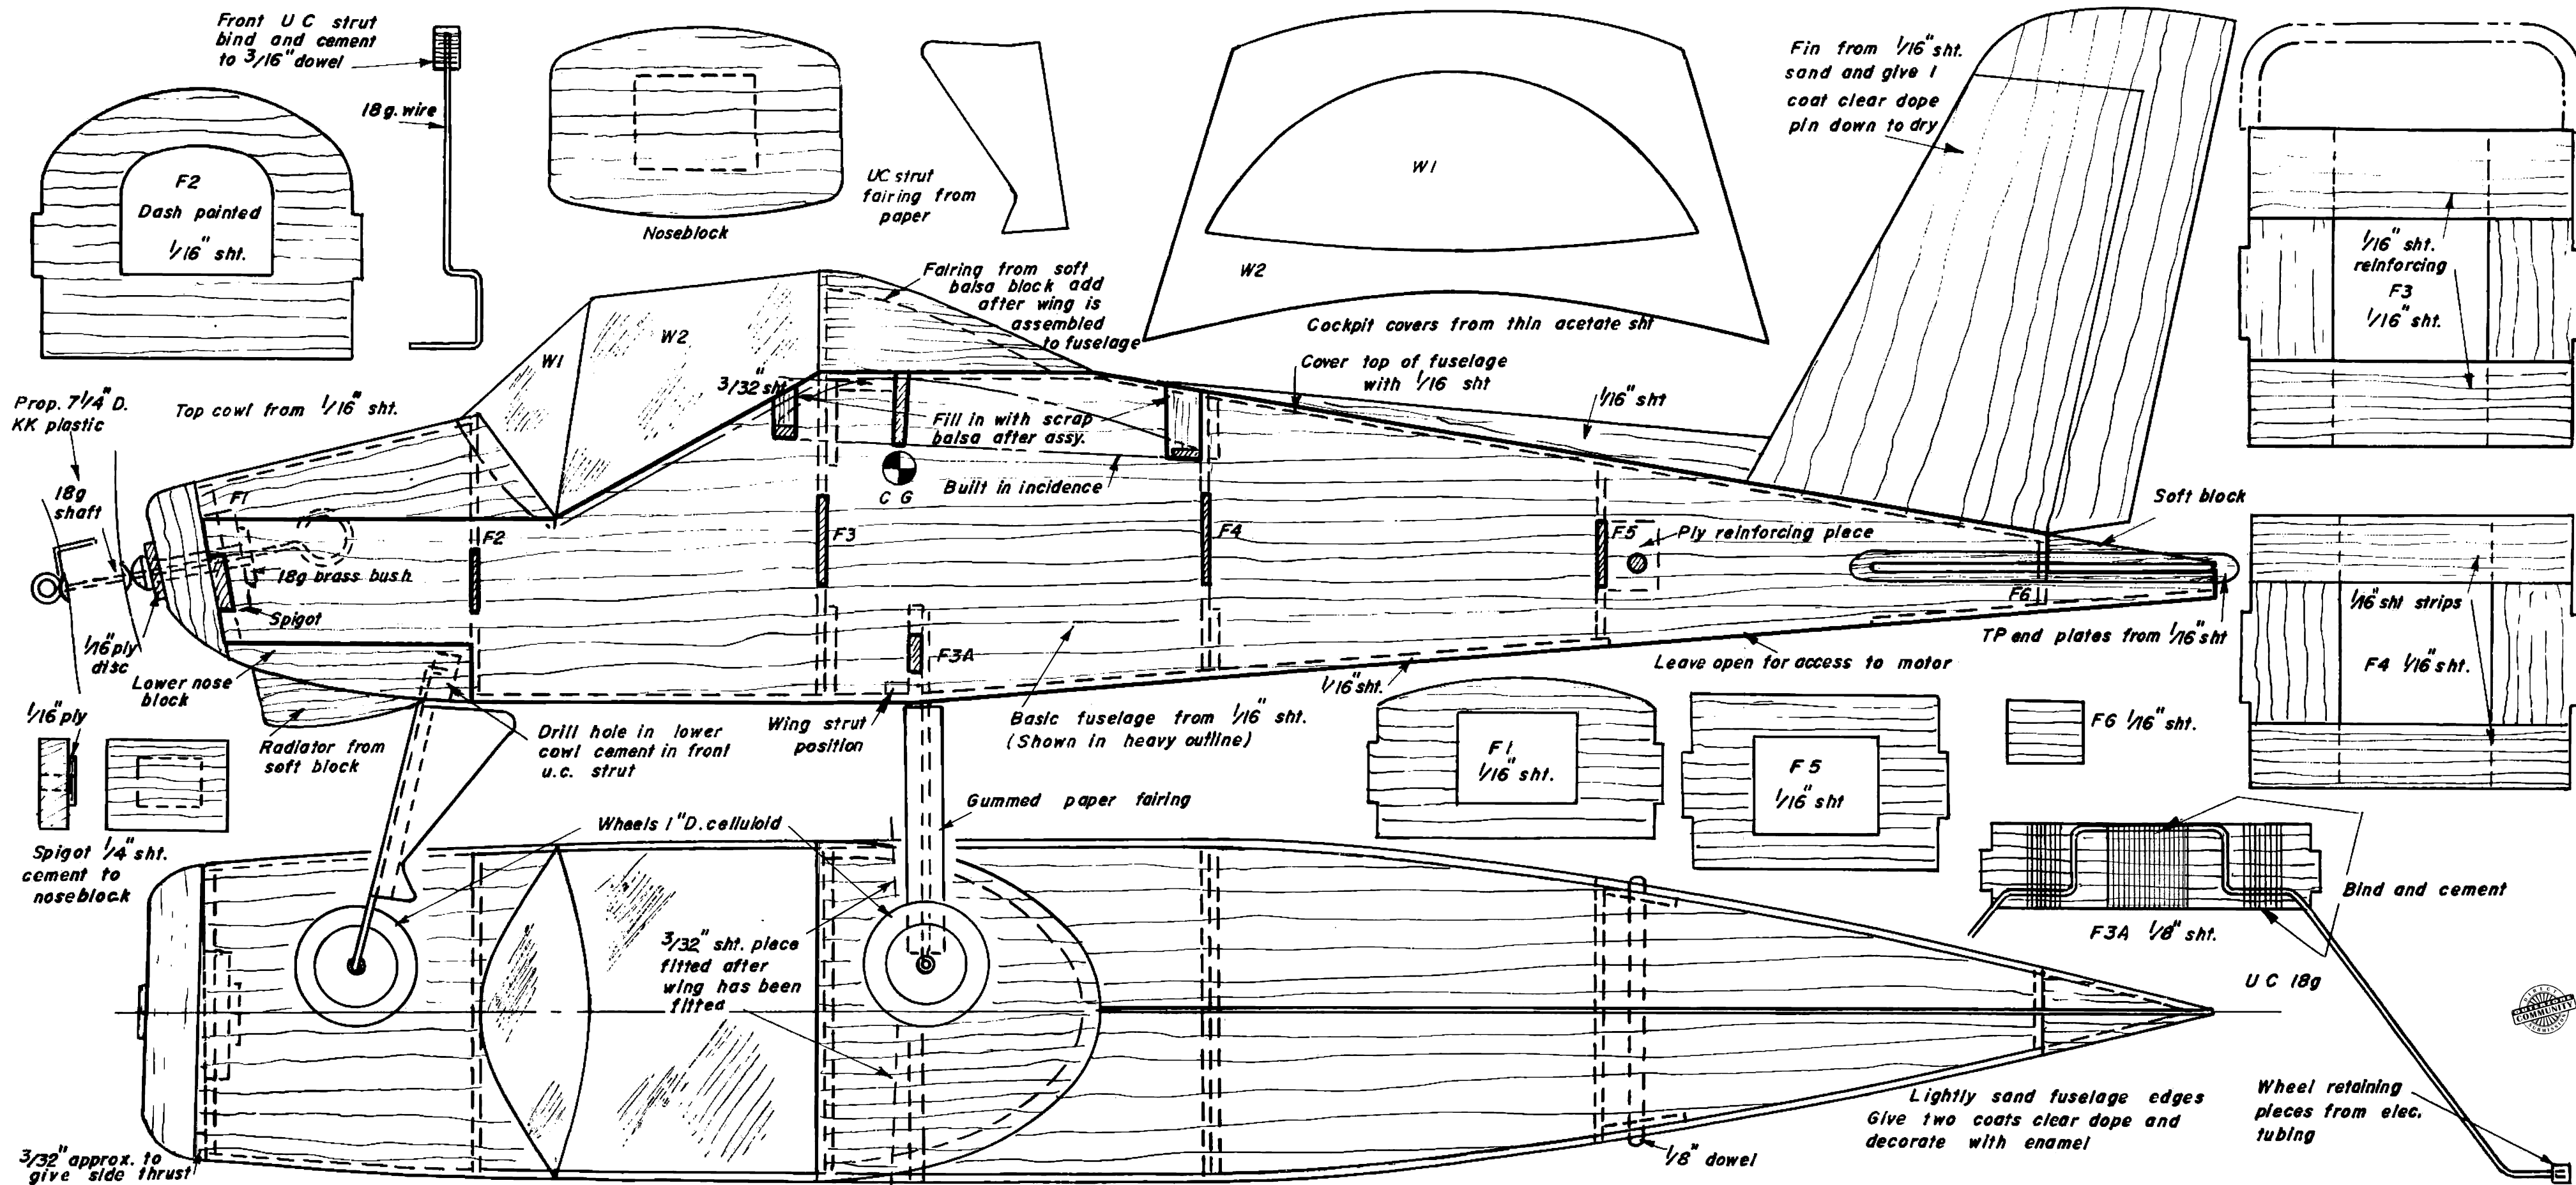 Front U C strut
bind and cement
to 3/16" dowel
18g. wire
F2
Dash pointed
1/16" sht.
Noseblock
UC strut
fairing from
paper
W1
W2
Cockpit covers from thin acetate sht
Fin from 1/16" sht.
sand and give 1
coat clear dope
pin down to dry
1/16" sht.
reinforcing
F3
1/16" sht.
Fairing from soft
balsa block add
after wing is
assembled
to fuselage
W1
W2
3/32" sht
Cover top of fuselage
with 1/16 sht
1/16" sht
Prop. 7 1/4" D.
KK plastic
Top cowl from 1/16" sht.
Fill in with scrap
balsa after assy.
Built in incidence
C G
18g
shaft
F1
F2
F3
F4
F5
Ply reinforcing piece
Soft block
18g brass bush
Spigot
F6
1/16" sht strips
F4 1/16" sht.
TP end plates from 1/16" sht
1/16" ply
disc
Lower nose
block
F3A
Leave open for access to motor
1/16" sht.
1/16" ply
Radiator from
soft block
Drill hole in lower
cowl cement in front
u.c. strut
Wing strut
position
Basic fuselage from 1/16" sht.
(Shown in heavy outline)
F1
1/16" sht.
F5
1/16" sht
F6 1/16" sht.
Spigot 1/4" sht.
cement to
noseblock
Wheels 1" D. celluloid
Gummed paper fairing
Bind and cement
F3A 1/8" sht.
U C 18g
3/32" sht. piece
fitted after
wing has been
fitted
3/32" approx. to
give side thrust
1/8" dowel
Lightly sand fuselage edges
Give two coats clear dope and
decorate with enamel
Wheel retaining
pieces from elec.
tubing
COMMUNITY